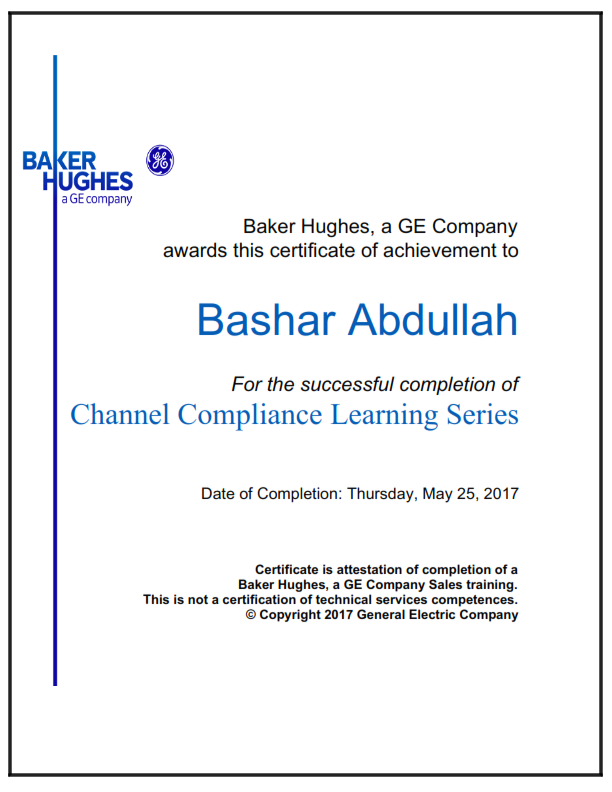 BAKER
HUGHES
a GE company
GE
Baker Hughes, a GE Company
awards this certificate of achievement to
Bashar Abdullah
For the successful completion of
Channel Compliance Learning Series
Date of Completion: Thursday, May 25, 2017
Certificate is attestation of completion of a
Baker Hughes, a GE Company Sales training.
This is not a certification of technical services competences.
© Copyright 2017 General Electric Company